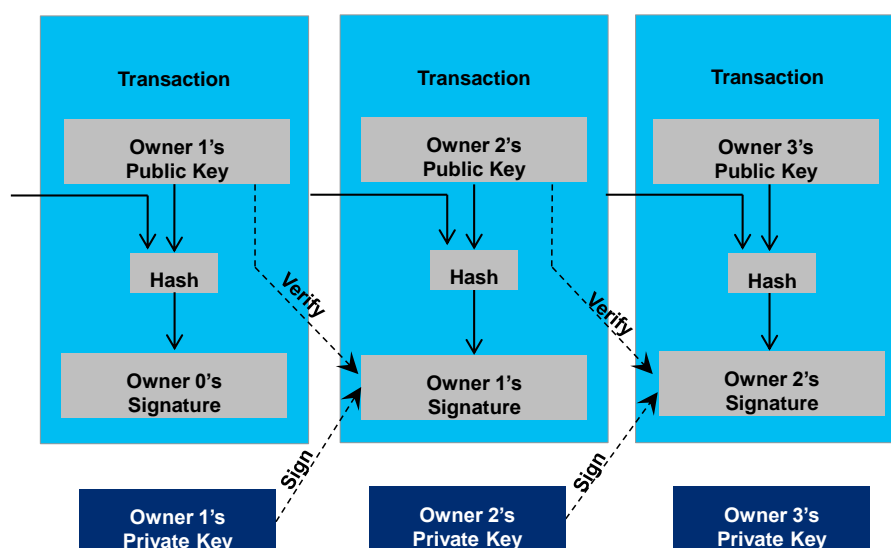 Transaction
Owner 1's
Public Key
Hash
Verify
Owner 0's
Signature
Sign
Owner 1's
Private Key
Transaction
Owner 2's
Public Key
Hash
Verify
Owner 1's
Signature
Sign
Owner 2's
Private Key
Transaction
Owner 3's
Public Key
Hash
Owner 2's
Signature
Owner 3's
Private Key